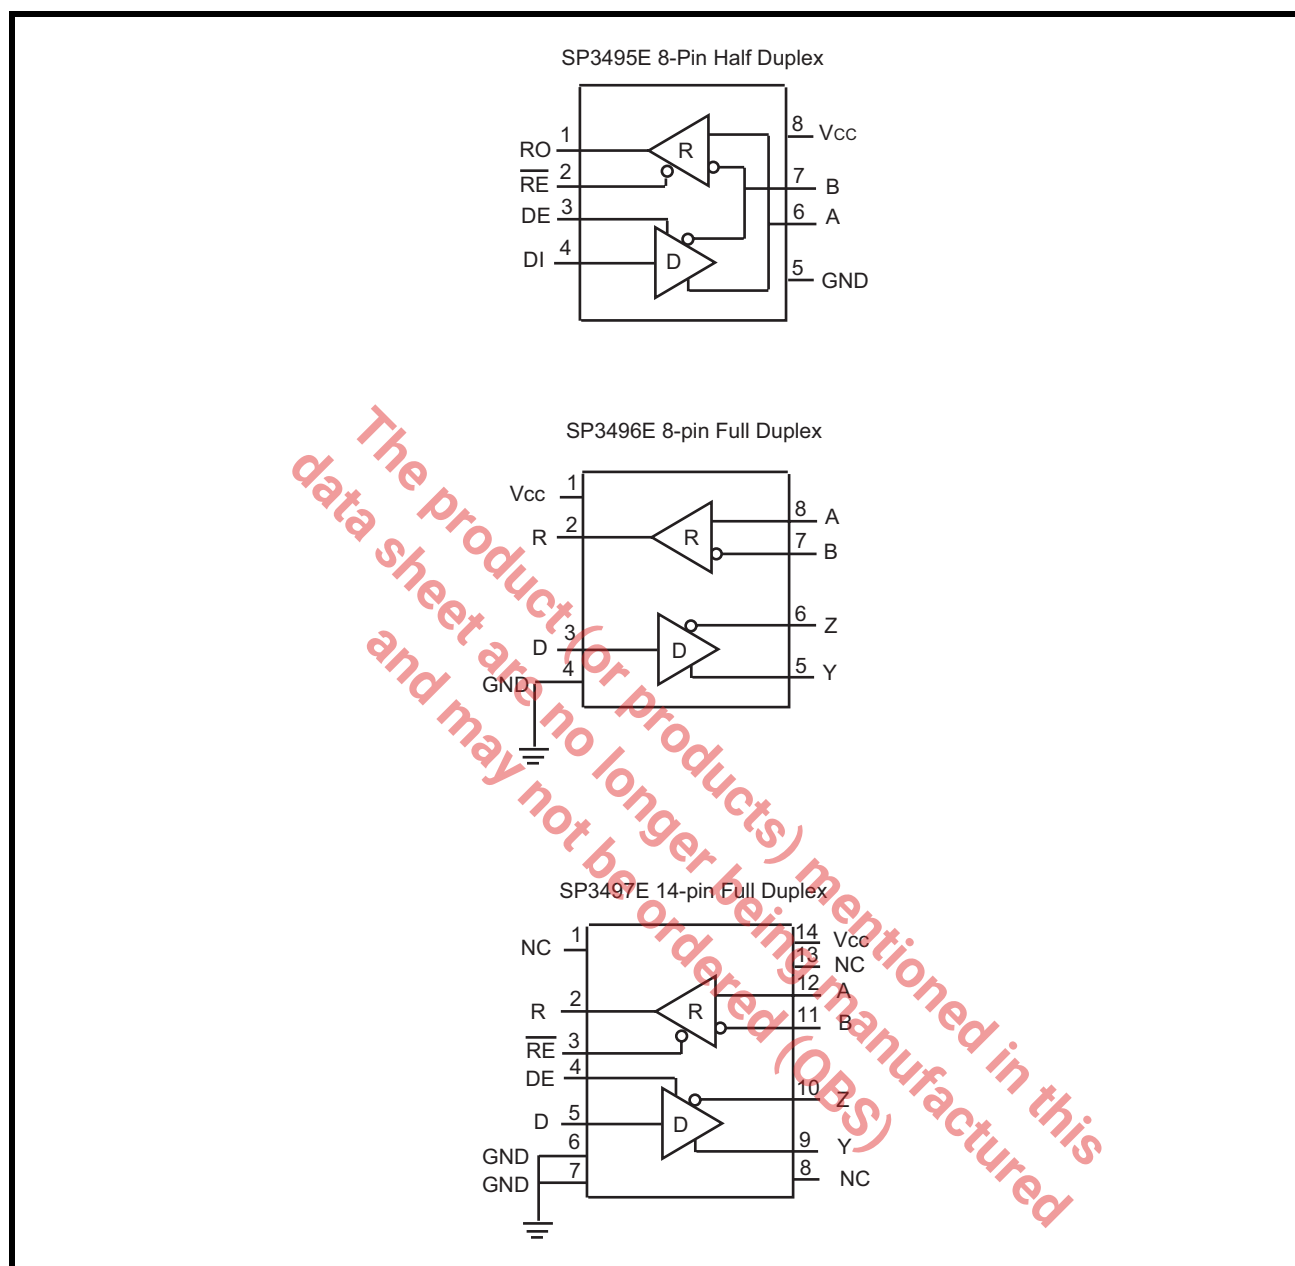 SP3495E 8-Pin Half Duplex
RO 1 R 8 Vcc
RE 2 7 B
DE 3 6 A
DI 4 D 5 GND
SP3496E 8-pin Full Duplex
Vcc 1
R 2 R 8 A
7 B
6 Z
D 3 D
GND 4 5 Y
SP3497E 14-pin Full Duplex
NC 1 14 Vcc
13 NC
12 A
R 2 R
11 B
RE 3
DE 4
10 Z
D 5 D
GND 6 9 Y
GND 7 8 NC
The product (or products) mentioned in this
data sheet are no longer being manufactured
and may not be ordered (OBS)